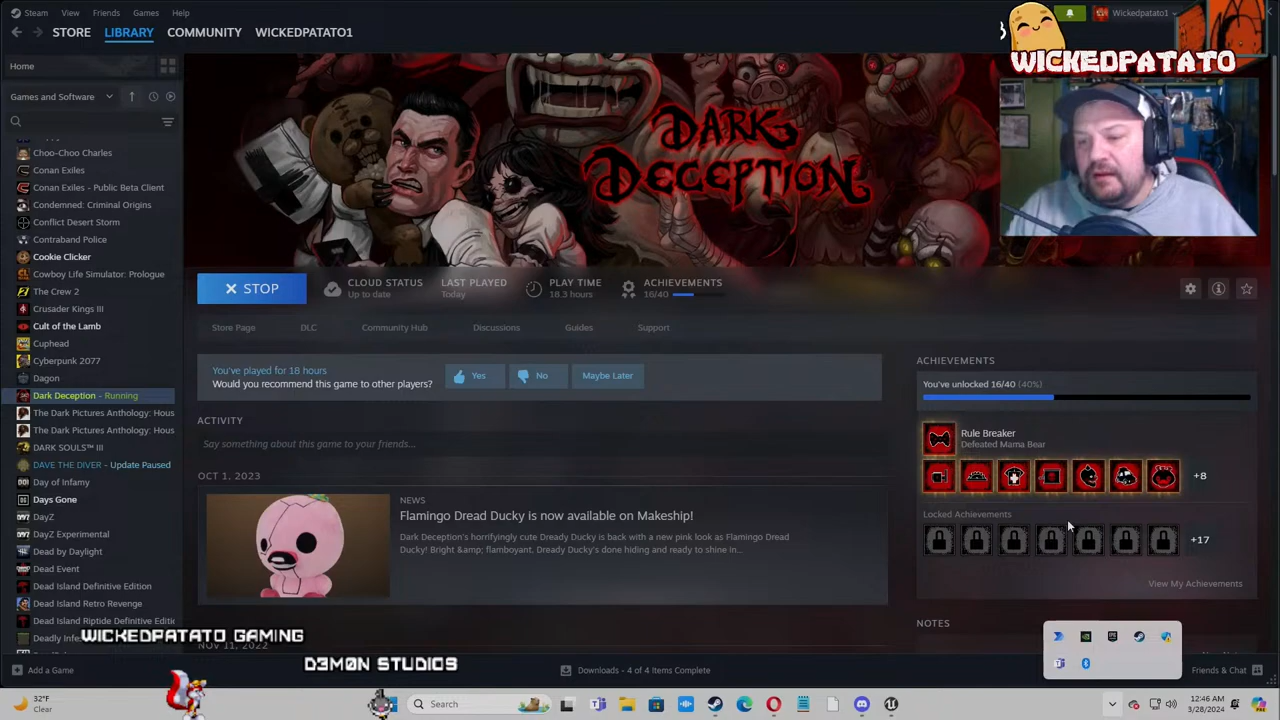 Steam View Friends Games Help
Wickedpatato1
WICKEDPATATO
STORE LIBRARY COMMUNITY WICKEDPATATO1
Home
Games and Software
Choo-Choo Charles
Conan Exiles
Conan Exiles - Public Beta Client
Condemned: Criminal Origins
Conflict Desert Storm
Contraband Police
Cookie Clicker
Cowboy Life Simulator: Prologue
The Crew 2
Crusader Kings III
Cult of the Lamb
Cuphead
Cyberpunk 2077
Dagon
Dark Deception - Running
The Dark Pictures Anthology: Hous
The Dark Pictures Anthology: Hous
DARK SOULS™ III
DAVE THE DIVER - Update Paused
Day of Infamy
Days Gone
DayZ
DayZ Experimental
Dead by Daylight
Dead Event
Dead Island Definitive Edition
Dead Island Retro Revenge
Dead Island Riptide Definitive Editi
Deadly Infe
Add a Game
DARK
DECEPTION
STOP
CLOUD STATUS
Up to date
LAST PLAYED
Today
PLAY TIME
18.3 hours
ACHIEVEMENTS
16/40
Store Page DLC Community Hub Discussions Guides Support
You've played for 18 hours
Would you recommend this game to other players?
Yes No Maybe Later
ACTIVITY
Say something about this game to your friends...
OCT 1, 2023
NEWS
Flamingo Dread Ducky is now available on Makeship!
Dark Deception's horrifyingly cute Dready Ducky is back with a new pink look as Flamingo Dread
Ducky! Bright &amp; flamboyant, Dready Ducky's done hiding and ready to shine in...
NOV 11, 2022
ACHIEVEMENTS
You've unlocked 16/40 (40%)
Rule Breaker
Defeated Mama Bear
+8
Locked Achievements
+17
View My Achievements
NOTES
WICKEDPATATO GAMING
D3M0N STUDI0S
Downloads - 4 of 4 Items Complete
Friends & Chat
32°F
Clear
Search
12:46 AM
3/28/2024